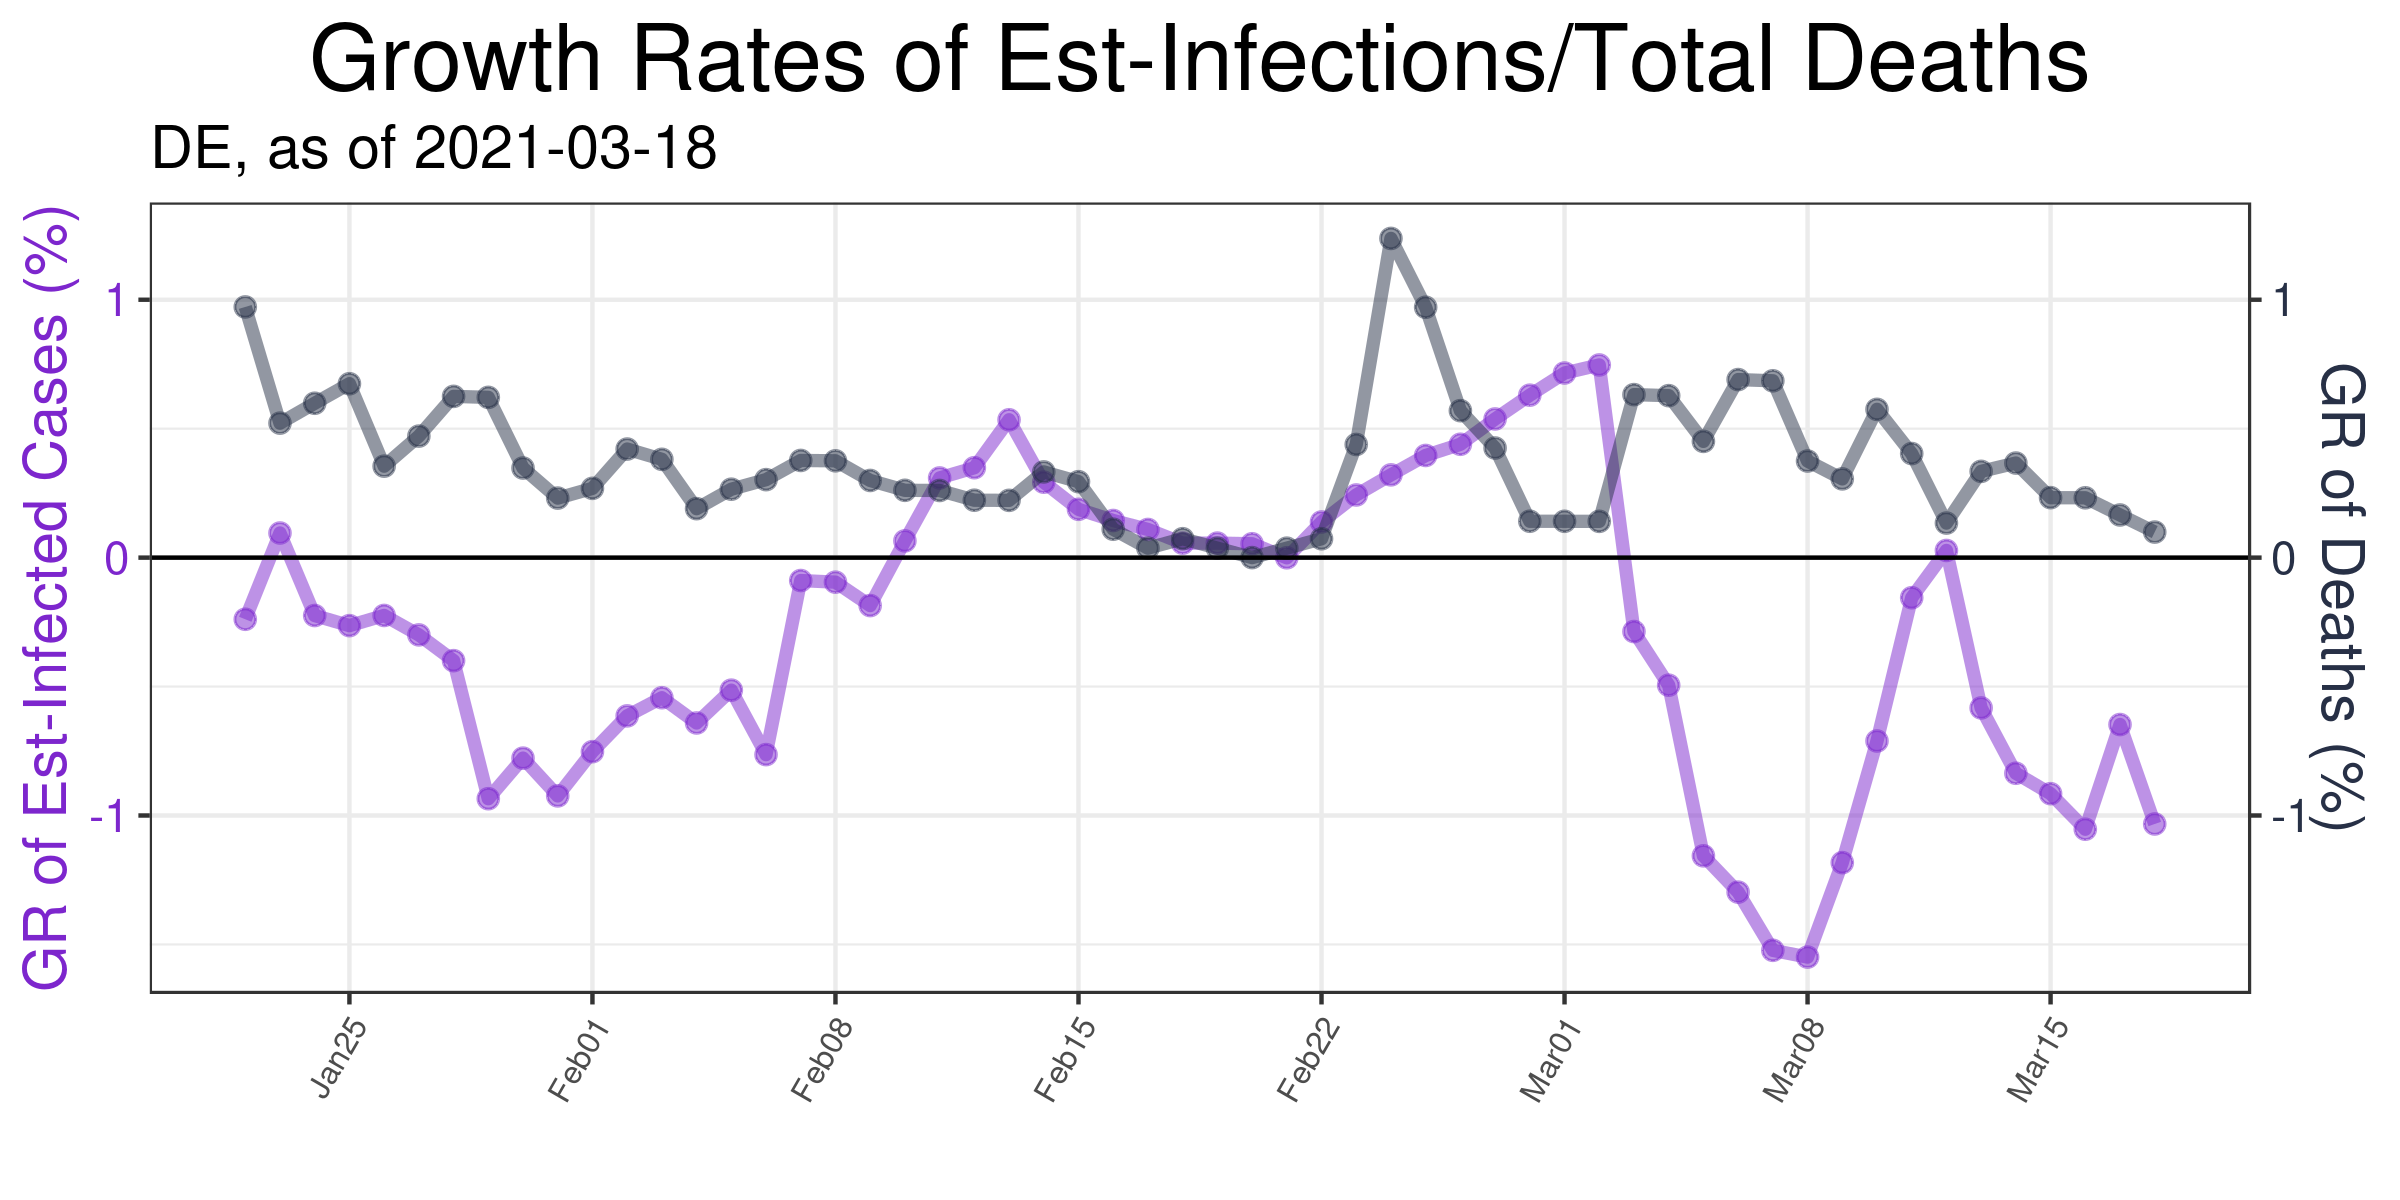 Growth Rates of Est-Infections/Total Deaths
DE, as of 2021-03-18
GR of Est-Infected Cases (%)
1
0
-1
1
0
-1
GR of Deaths (%)
Jan25
Feb01
Feb08
Feb15
Feb22
Mar01
Mar08
Mar15